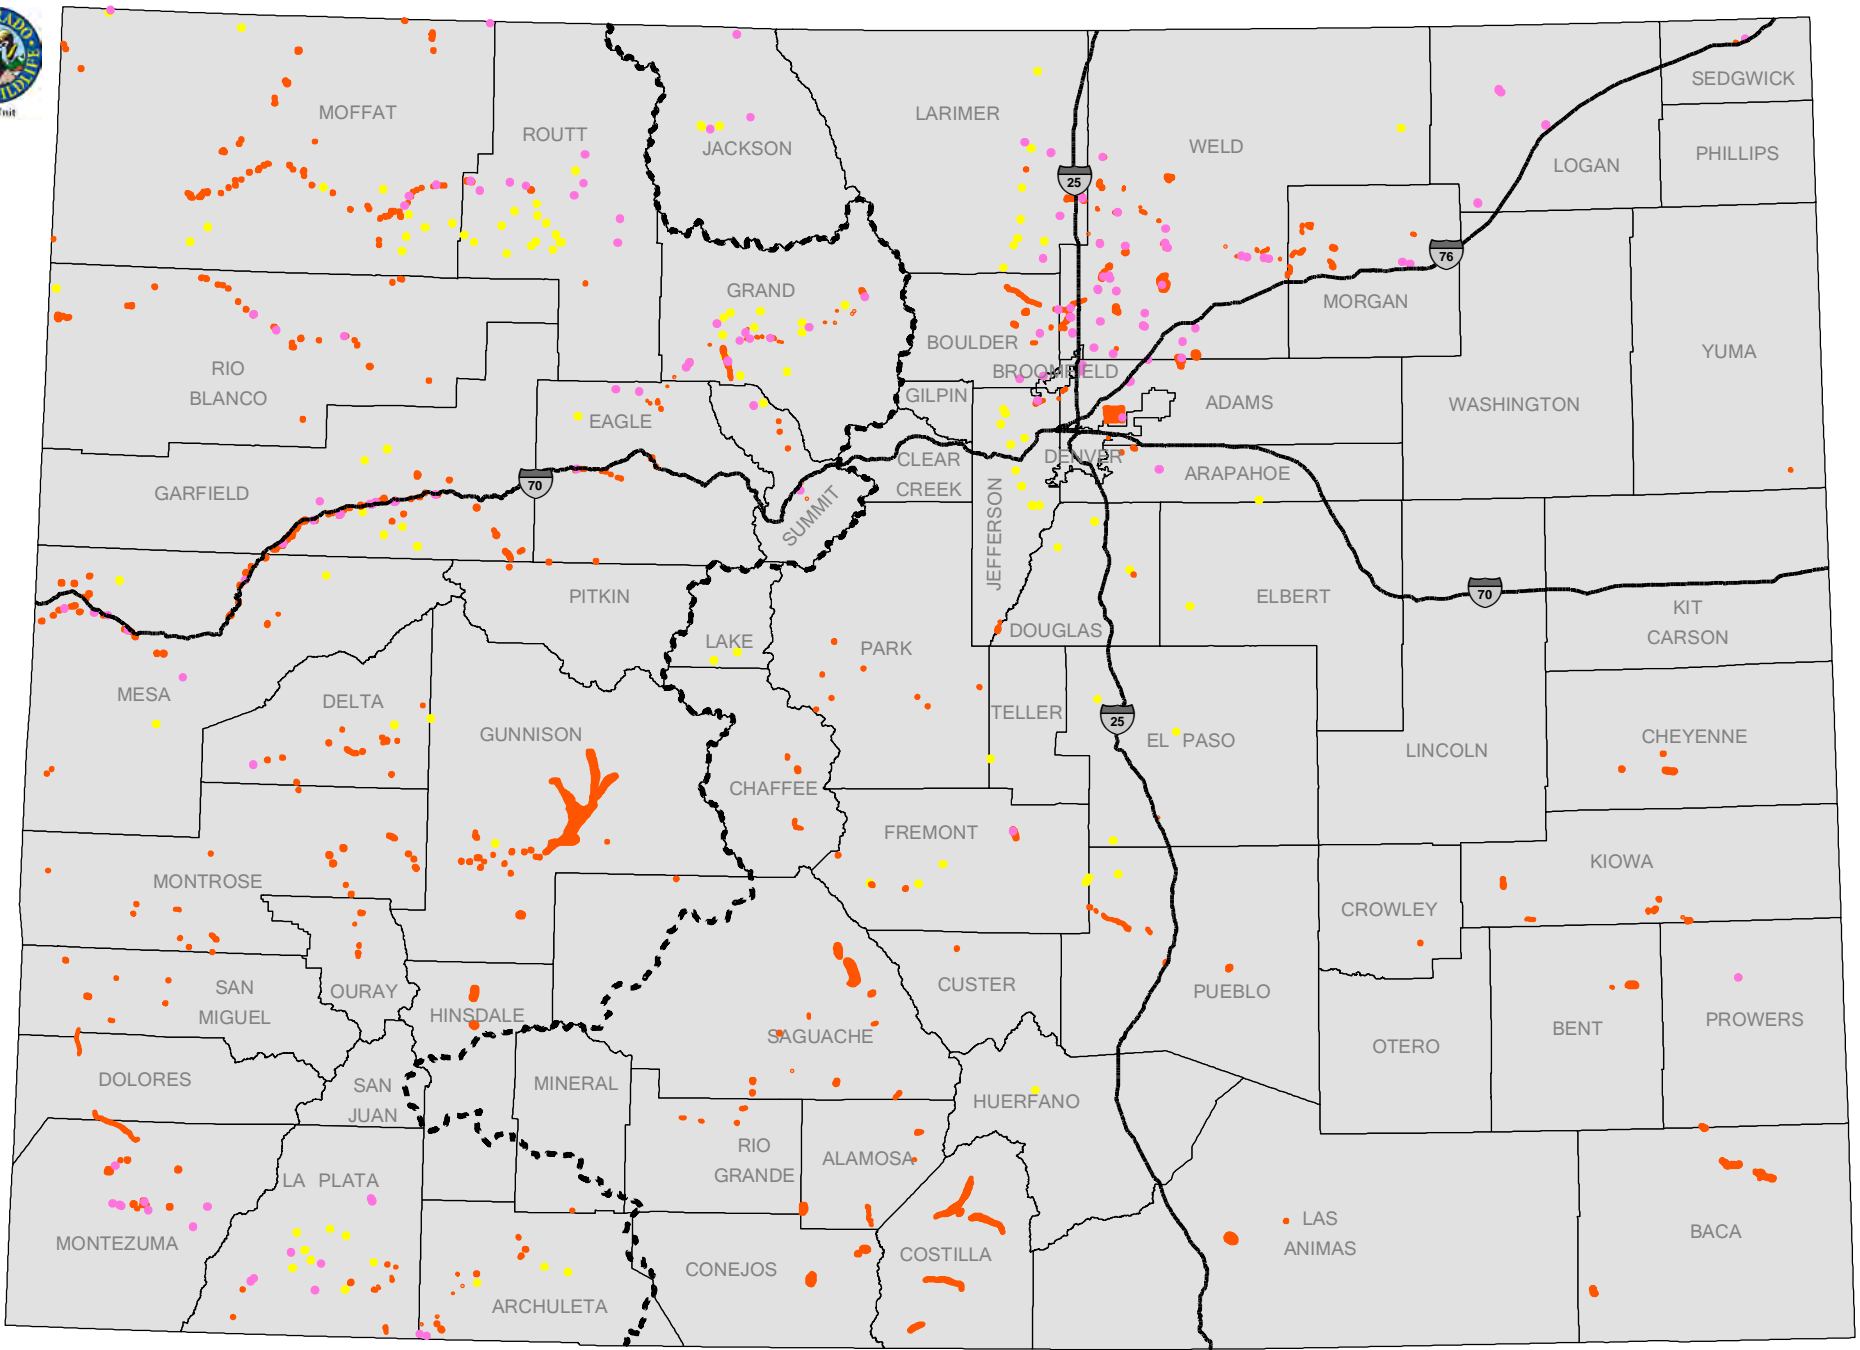 RADO
WILDLIFE
Unit
SEDGWICK
MOFFAT
LARIMER
ROUTT
JACKSON
WELD
PHILLIPS
LOGAN
25
76
GRAND
MORGAN
BOULDER
YUMA
RIO
BLANCO
BROOMFIELD
GILPIN
ADAMS
WASHINGTON
EAGLE
CLEAR
CREEK
DENVER
ARAPAHOE
GARFIELD
70
SUMMIT
JEFFERSON
PITKIN
ELBERT
70
KIT
CARSON
LAKE
DOUGLAS
PARK
MESA
DELTA
TELLER
25
GUNNISON
EL PASO
LINCOLN
CHEYENNE
CHAFFEE
FREMONT
KIOWA
MONTROSE
CROWLEY
SAN
MIGUEL
OURAY
HINSDALE
CUSTER
PUEBLO
SAGUACHE
BENT
PROWERS
OTERO
DOLORES
SAN
JUAN
MINERAL
HUERFANO
RIO
GRANDE
ALAMOSA
LA PLATA
LAS
ANIMAS
BACA
MONTEZUMA
COSTILLA
CONEJOS
ARCHULETA